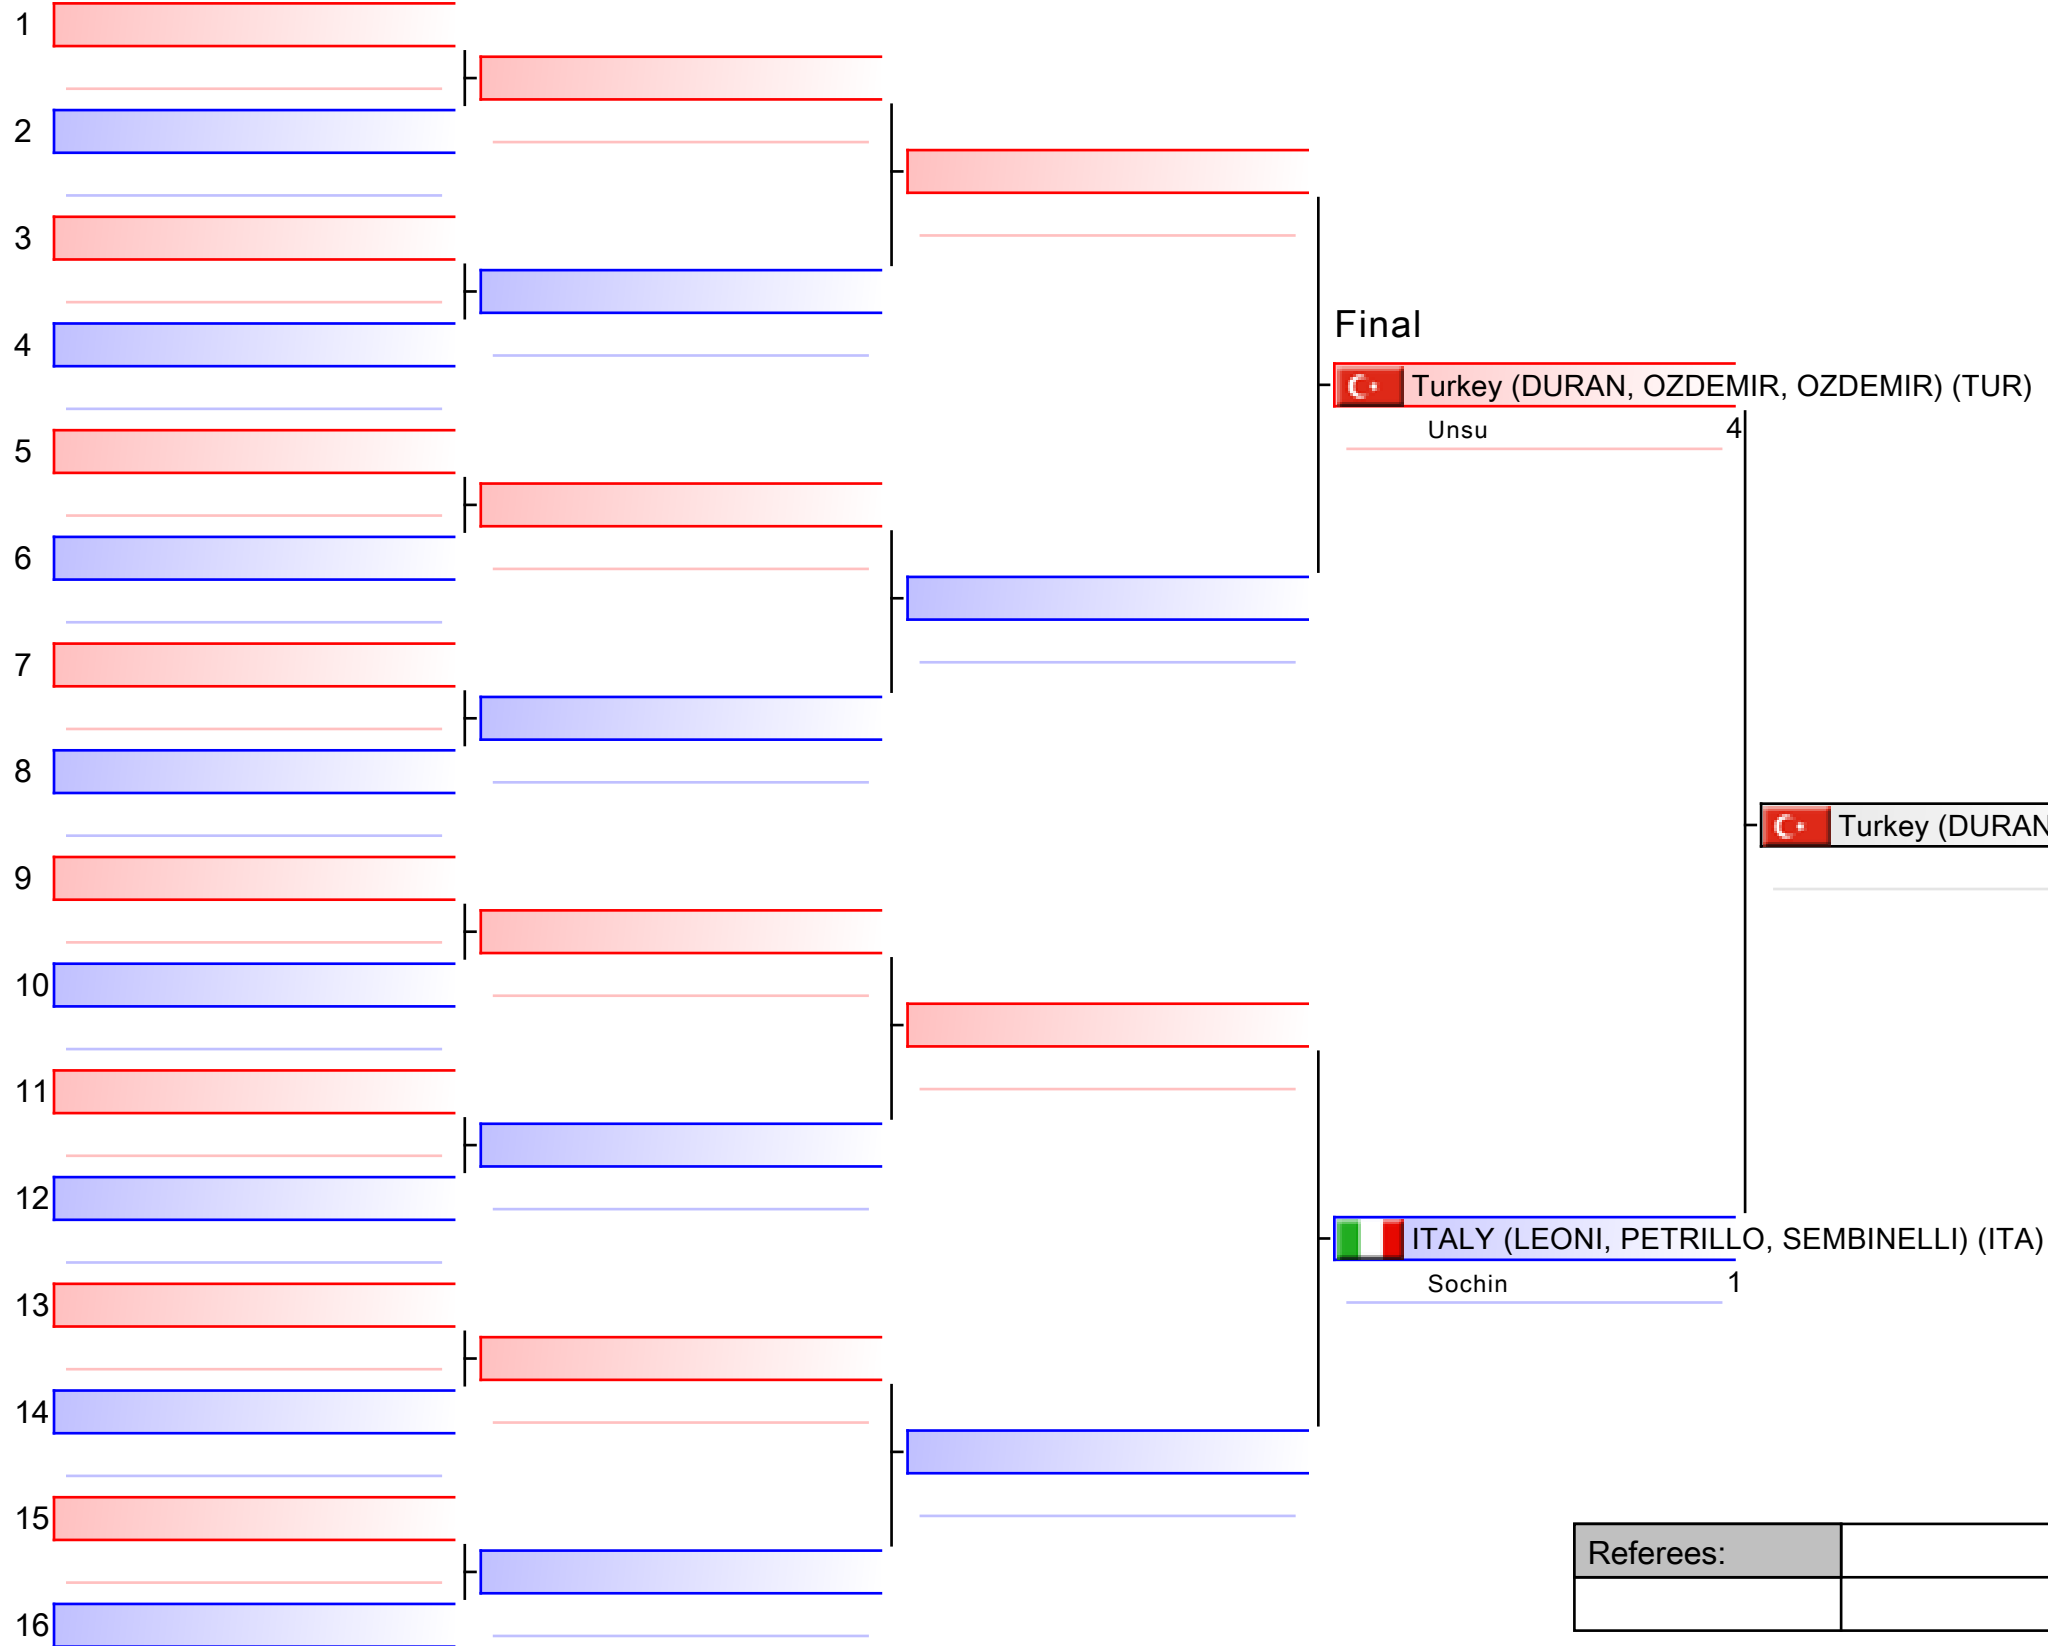 1
2
3
Final
4
Turkey (DURAN, OZDEMIR, OZDEMIR) (TUR)
Unsu 4
5
6
7
8
Turkey (DURAN
9
10
11
12
ITALY (LEONI, PETRILLO, SEMBINELLI) (ITA)
Sochin 1
13
14
15
Referees:
16